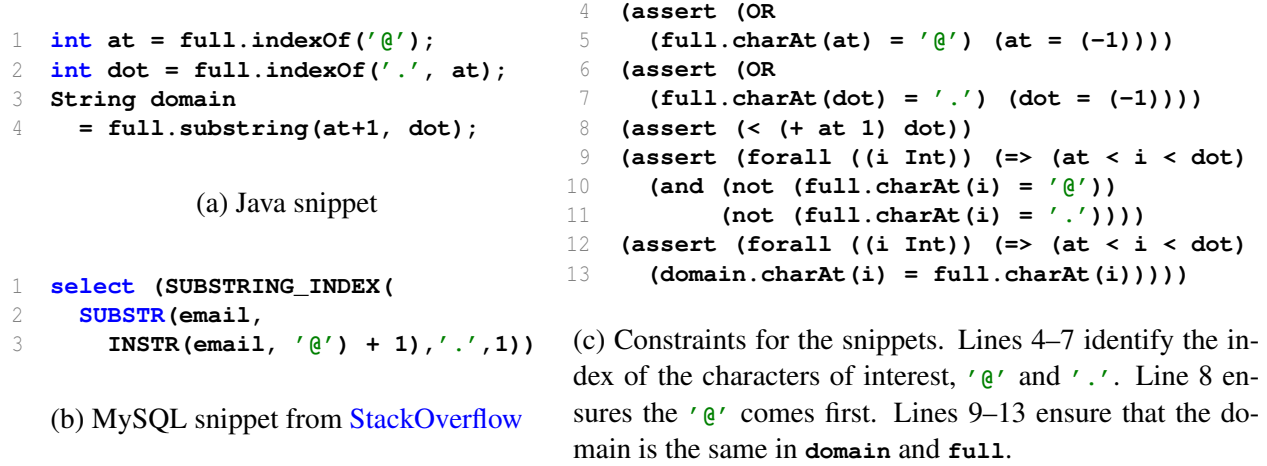 1 int at = full.indexOf('@');
2 int dot = full.indexOf('.', at);
3 String domain
4 = full.substring(at+1, dot);
(a) Java snippet
1 select (SUBSTRING_INDEX(
2 SUBSTR(email,
3 INSTR(email, '@') + 1),'.',1))
(b) MySQL snippet from StackOverflow
4 (assert (OR
5 (full.charAt(at) = '@') (at = (-1))))
6 (assert (OR
7 (full.charAt(dot) = '.') (dot = (-1))))
8 (assert (< (+ at 1) dot))
9 (assert (forall ((i Int)) (=> (at < i < dot)
10 (and (not (full.charAt(i) = '@'))
11 (not (full.charAt(i) = '.'))))
12 (assert (forall ((i Int)) (=> (at < i < dot)
13 (domain.charAt(i) = full.charAt(i)))))
(c) Constraints for the snippets. Lines 4–7 identify the in-
dex of the characters of interest, '@' and '.'. Line 8 en-
sures the '@' comes first. Lines 9–13 ensure that the do-
main is the same in domain and full.